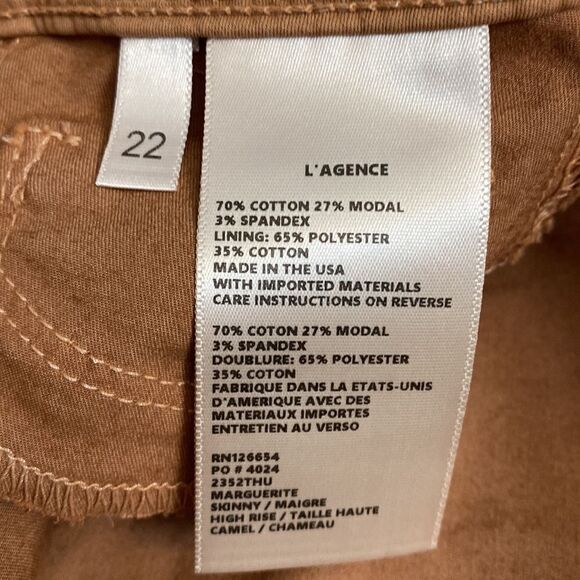 22
L'AGENCE
70% COTTON 27% MODAL
3% SPANDEX
LINING: 65% POLYESTER
35% COTTON
MADE IN THE USA
WITH IMPORTED MATERIALS
CARE INSTRUCTIONS ON REVERSE
70% COTON 27% MODAL
3% SPANDEX
DOUBLURE: 65% POLYESTER
35% COTON
FABRIQUE DANS LA ETATS-UNIS
D'AMERIQUE AVEC DES
MATERIAUX IMPORTES
ENTRETIEN AU VERSO
RN126654
PO # 4024
2352THU
MARGUERITE
SKINNY / MAIGRE
HIGH RISE / TAILLE HAUTE
CAMEL / CHAMEAU